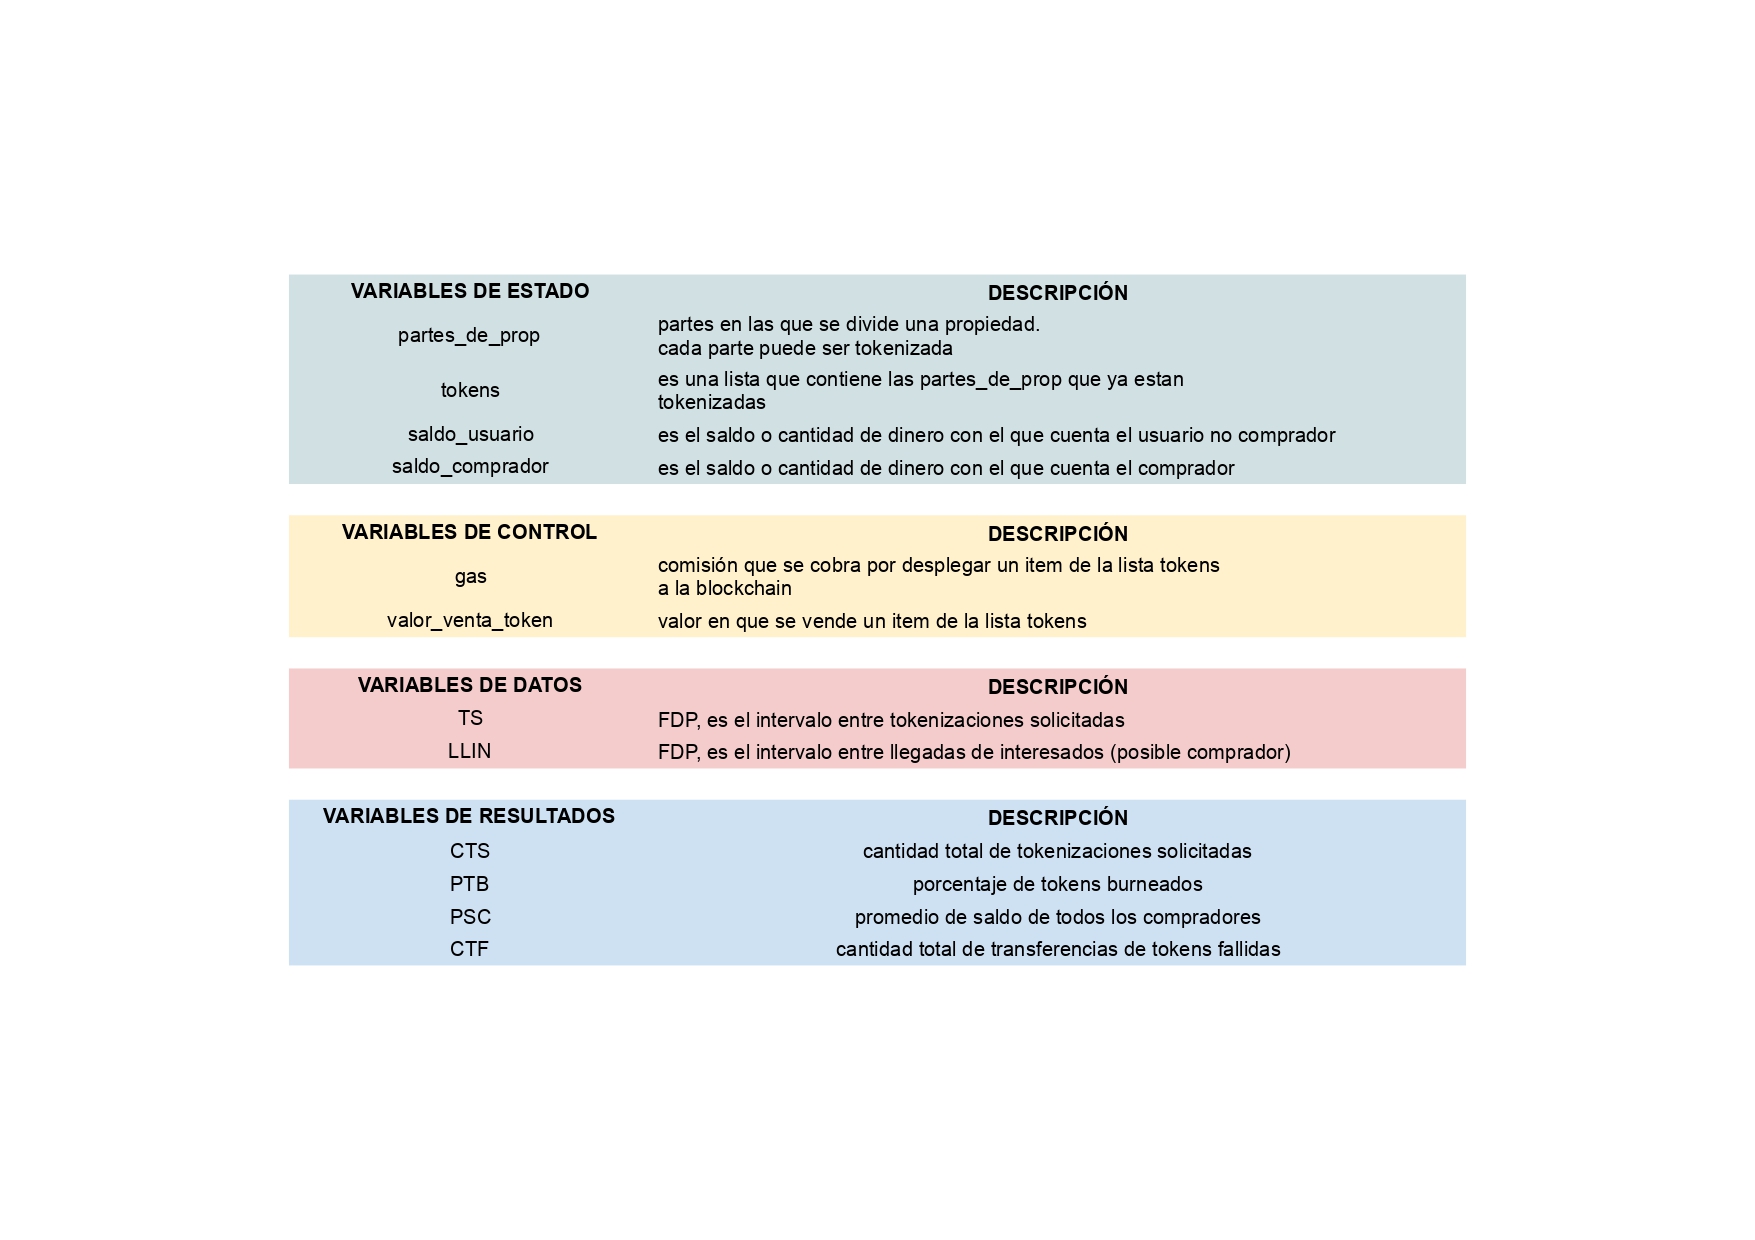 VARIABLES DE ESTADO DESCRIPCIÓN
partes_de_prop partes en las que se divide una propiedad.
cada parte puede ser tokenizada
tokens es una lista que contiene las partes_de_prop que ya estan
tokenizadas
saldo_usuario es el saldo o cantidad de dinero con el que cuenta el usuario no comprador
saldo_comprador es el saldo o cantidad de dinero con el que cuenta el comprador
VARIABLES DE CONTROL DESCRIPCIÓN
gas comisión que se cobra por desplegar un item de la lista tokens
a la blockchain
valor_venta_token valor en que se vende un item de la lista tokens
VARIABLES DE DATOS DESCRIPCIÓN
TS FDP, es el intervalo entre tokenizaciones solicitadas
LLIN FDP, es el intervalo entre llegadas de interesados (posible comprador)
VARIABLES DE RESULTADOS DESCRIPCIÓN
CTS cantidad total de tokenizaciones solicitadas
PTB porcentaje de tokens burneados
PSC promedio de saldo de todos los compradores
CTF cantidad total de transferencias de tokens fallidas